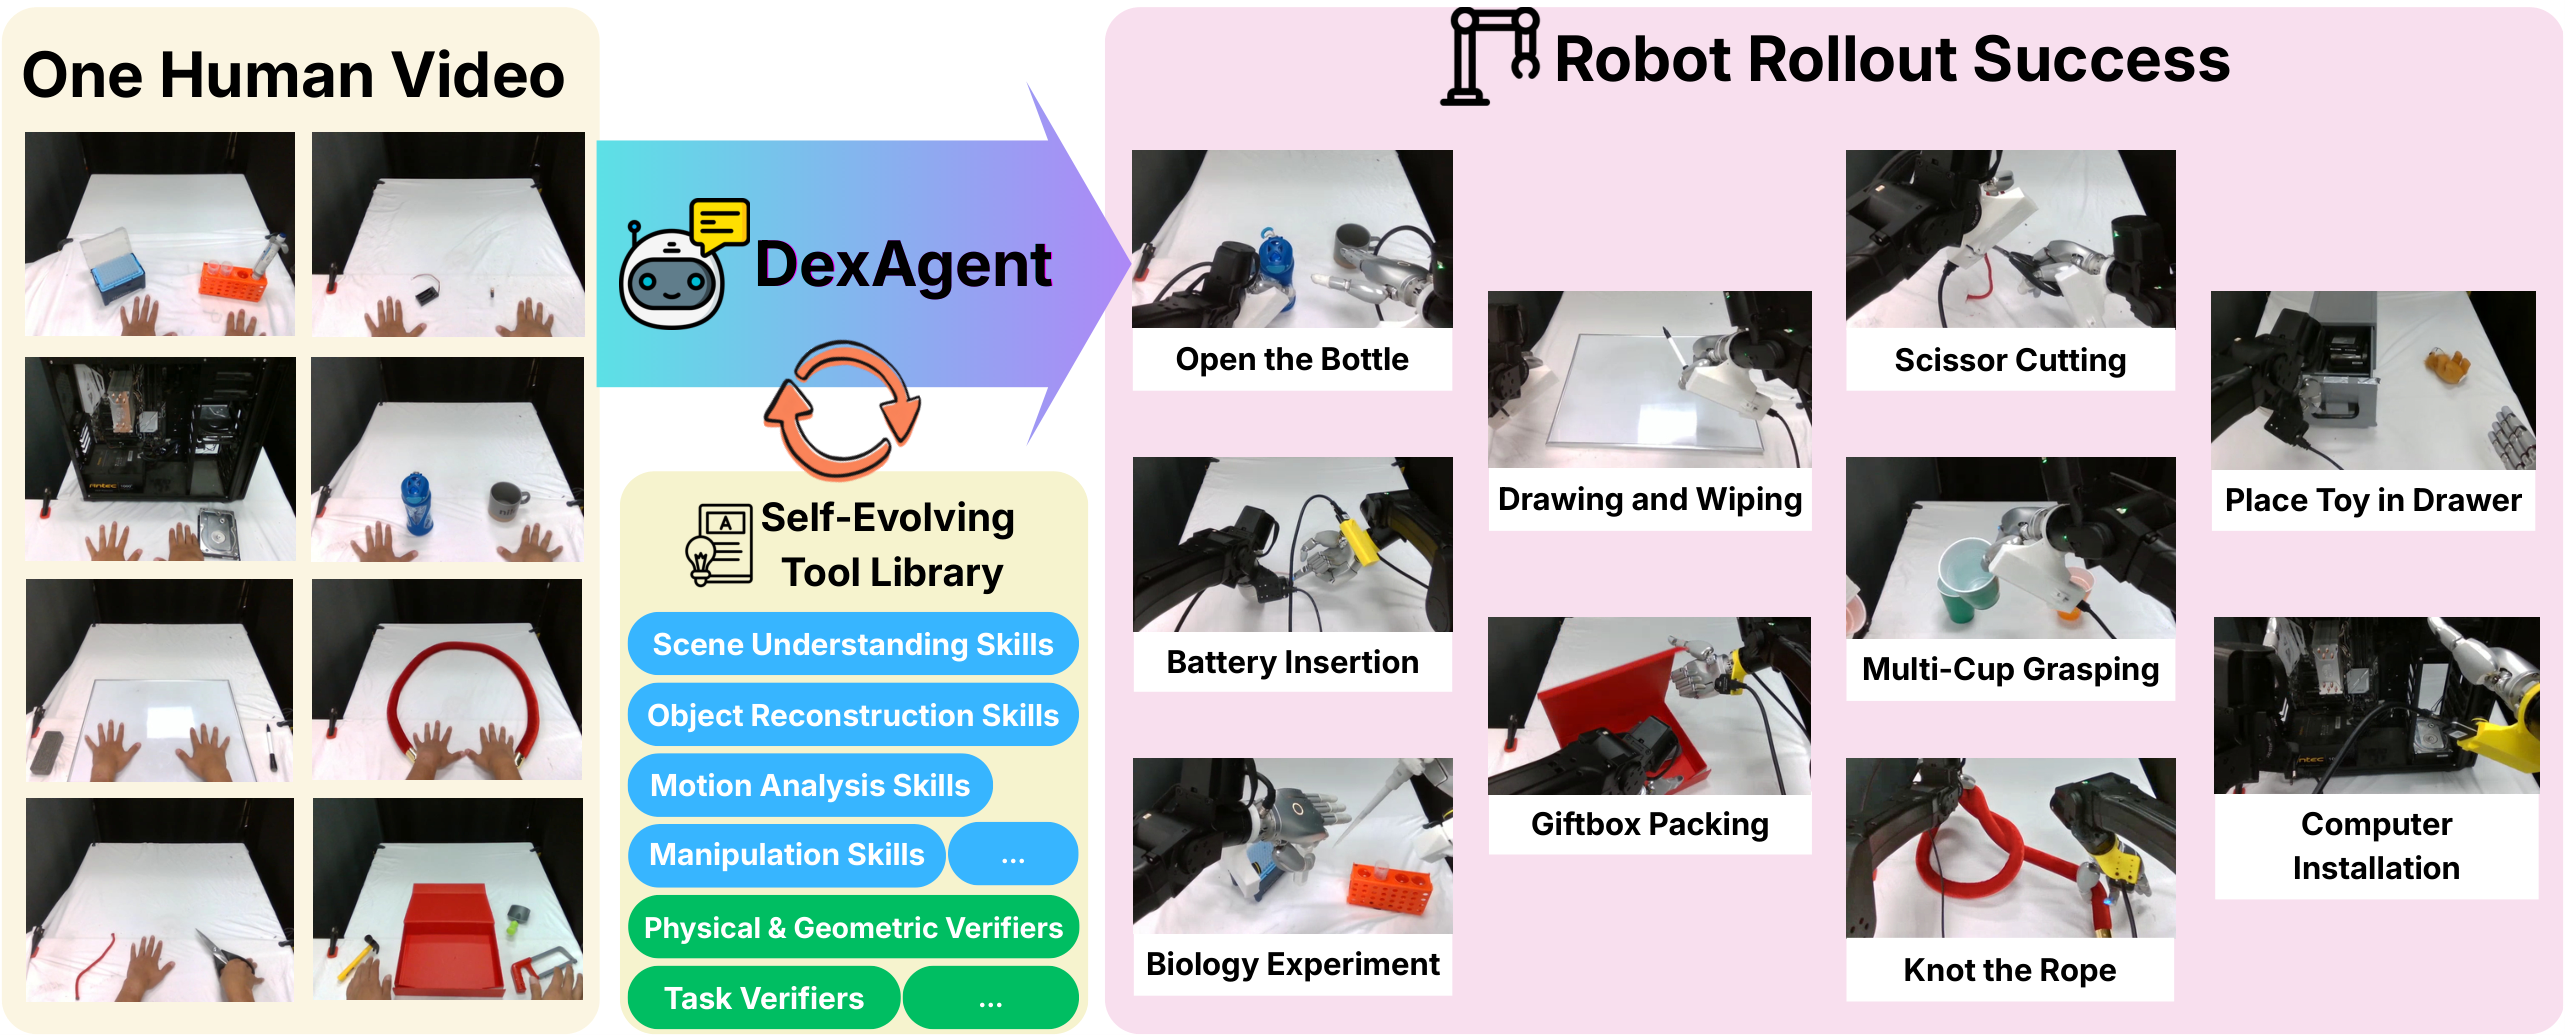 One Human Video
DexAgent
A
Self-Evolving
Tool Library
Scene Understanding Skills
Object Reconstruction Skills
Motion Analysis Skills
Manipulation Skills
...
Physical & Geometric Verifiers
Task Verifiers
...
Robot Rollout Success
Open the Bottle
Battery Insertion
Biology Experiment
Drawing and Wiping
Giftbox Packing
Scissor Cutting
Multi-Cup Grasping
Knot the Rope
Place Toy in Drawer
Computer
Installation